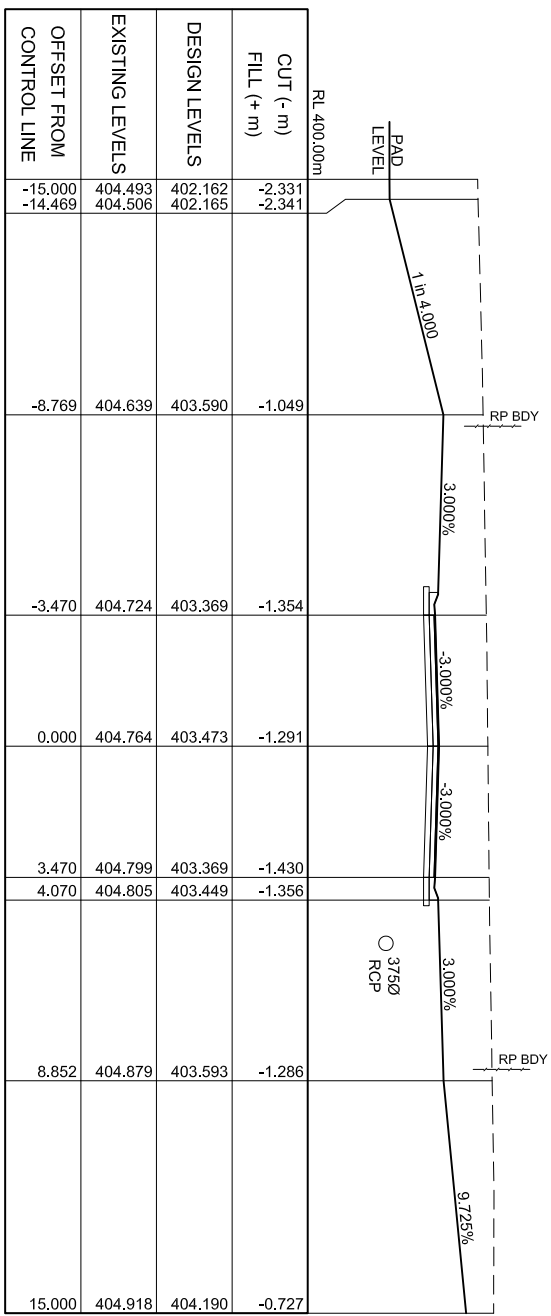 PAD
LEVEL
1 in 4.000
RP BDY
3.000%
-3.000%
-3.000%
375Ø
RCP
3.000%
RP BDY
9.725%
RL 400.00m
CUT (- m)
FILL (+ m)
-2.331
-2.341
-1.049
-1.354
-1.291
-1.430
-1.356
-1.286
-0.727
DESIGN LEVELS
402.162
402.165
403.590
403.369
403.473
403.369
403.449
403.593
404.190
EXISTING LEVELS
404.493
404.506
404.639
404.724
404.764
404.799
404.805
404.879
404.918
OFFSET FROM
CONTROL LINE
-15.000
-14.469
-8.769
-3.470
0.000
3.470
4.070
8.852
15.000